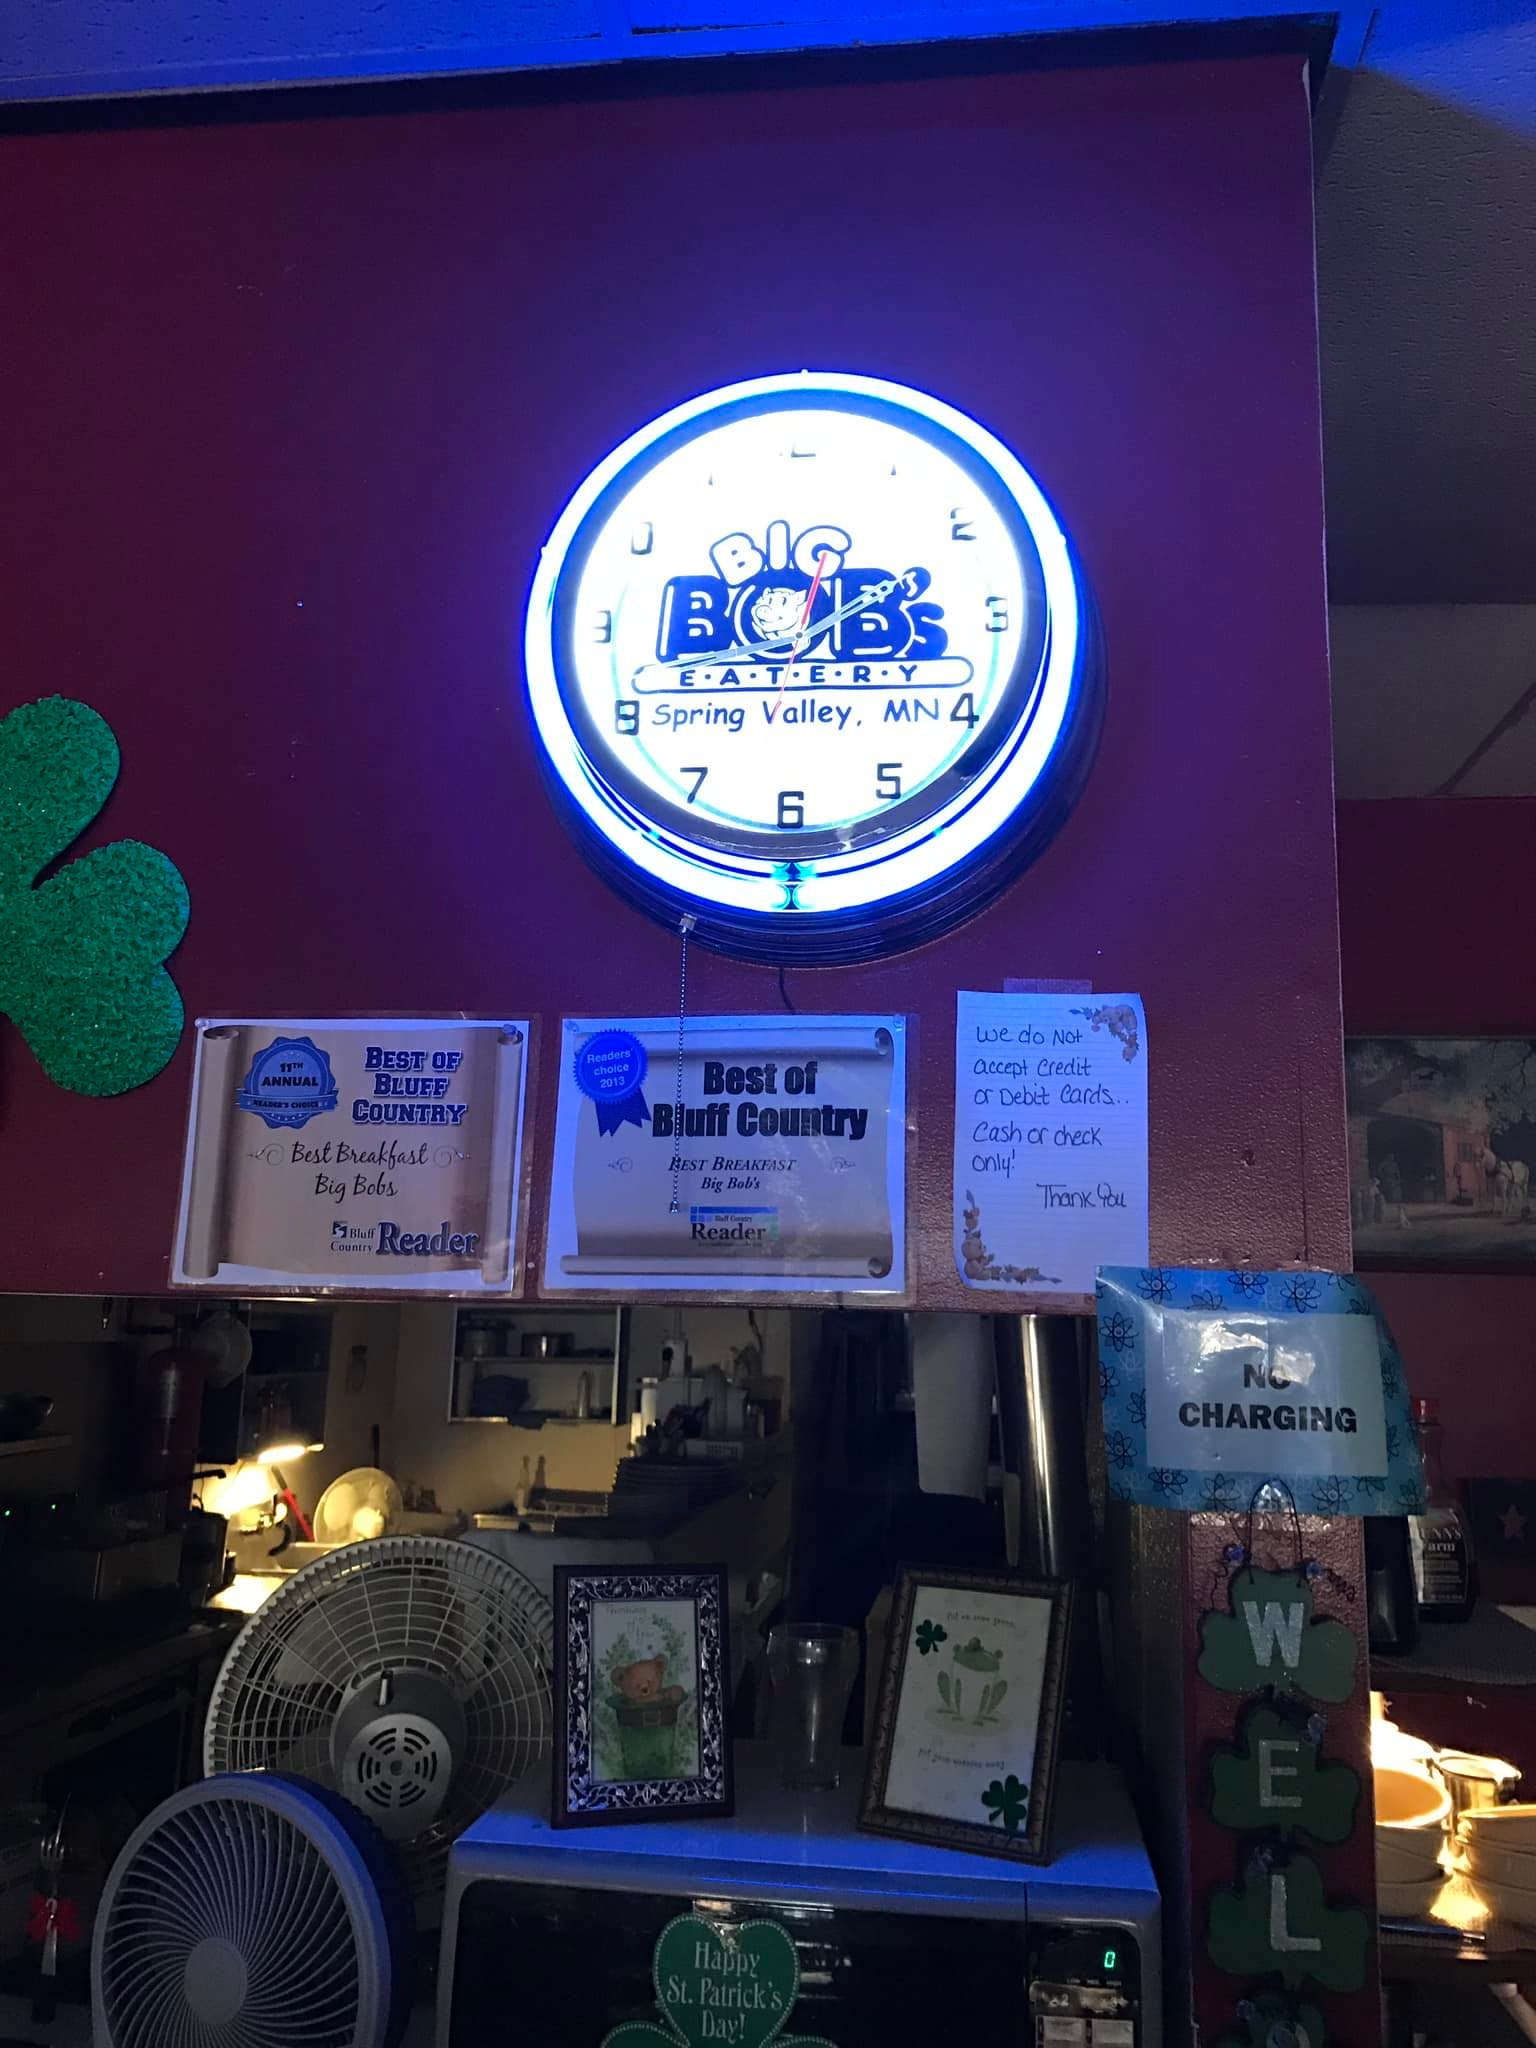 2
3
4
5
6
7
8
BIG
BOB's
E·A·T·E·R·Y
Spring Valley, MN
11TH
ANNUAL
READER'S CHOICE
BEST OF
BLUFF
COUNTRY
Best Breakfast
Big Bobs
Bluff
Country Reader
Readers'
choice
2013
Best of
Bluff Country
BEST BREAKFAST
Big Bob's
Bluff Country
Reader
We do Not
accept Credit
or Debit Cards...
Cash or check
only!
Thank You
NO
CHARGING
W
E
L
Happy
St. Patrick's
Day!
0